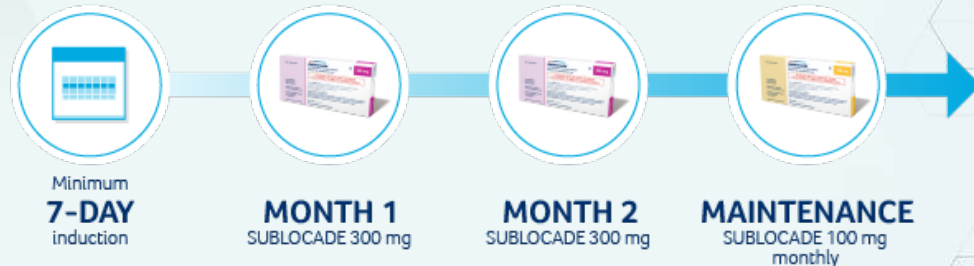 Minimum
7-DAY
induction
MONTH 1
SUBLOCADE 300 mg
MONTH 2
SUBLOCADE 300 mg
MAINTENANCE
SUBLOCADE 100 mg
monthly